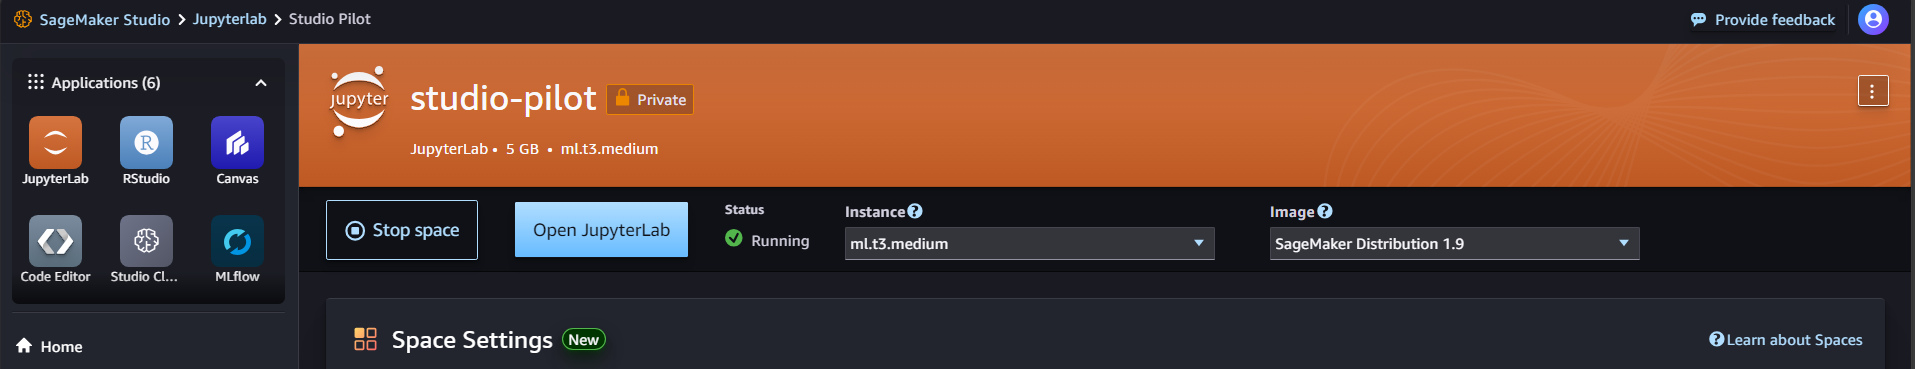 SageMaker Studio > Jupyterlab > Studio Pilot
Provide feedback
Applications (6)
JupyterLab
RStudio
Canvas
Code Editor
Studio Cl...
MLflow
Home
jupyter
studio-pilot
Private
JupyterLab • 5 GB • ml.t3.medium
Stop space
Open JupyterLab
Status
Running
Instance
ml.t3.medium
Image
SageMaker Distribution 1.9
Space Settings
New
Learn about Spaces